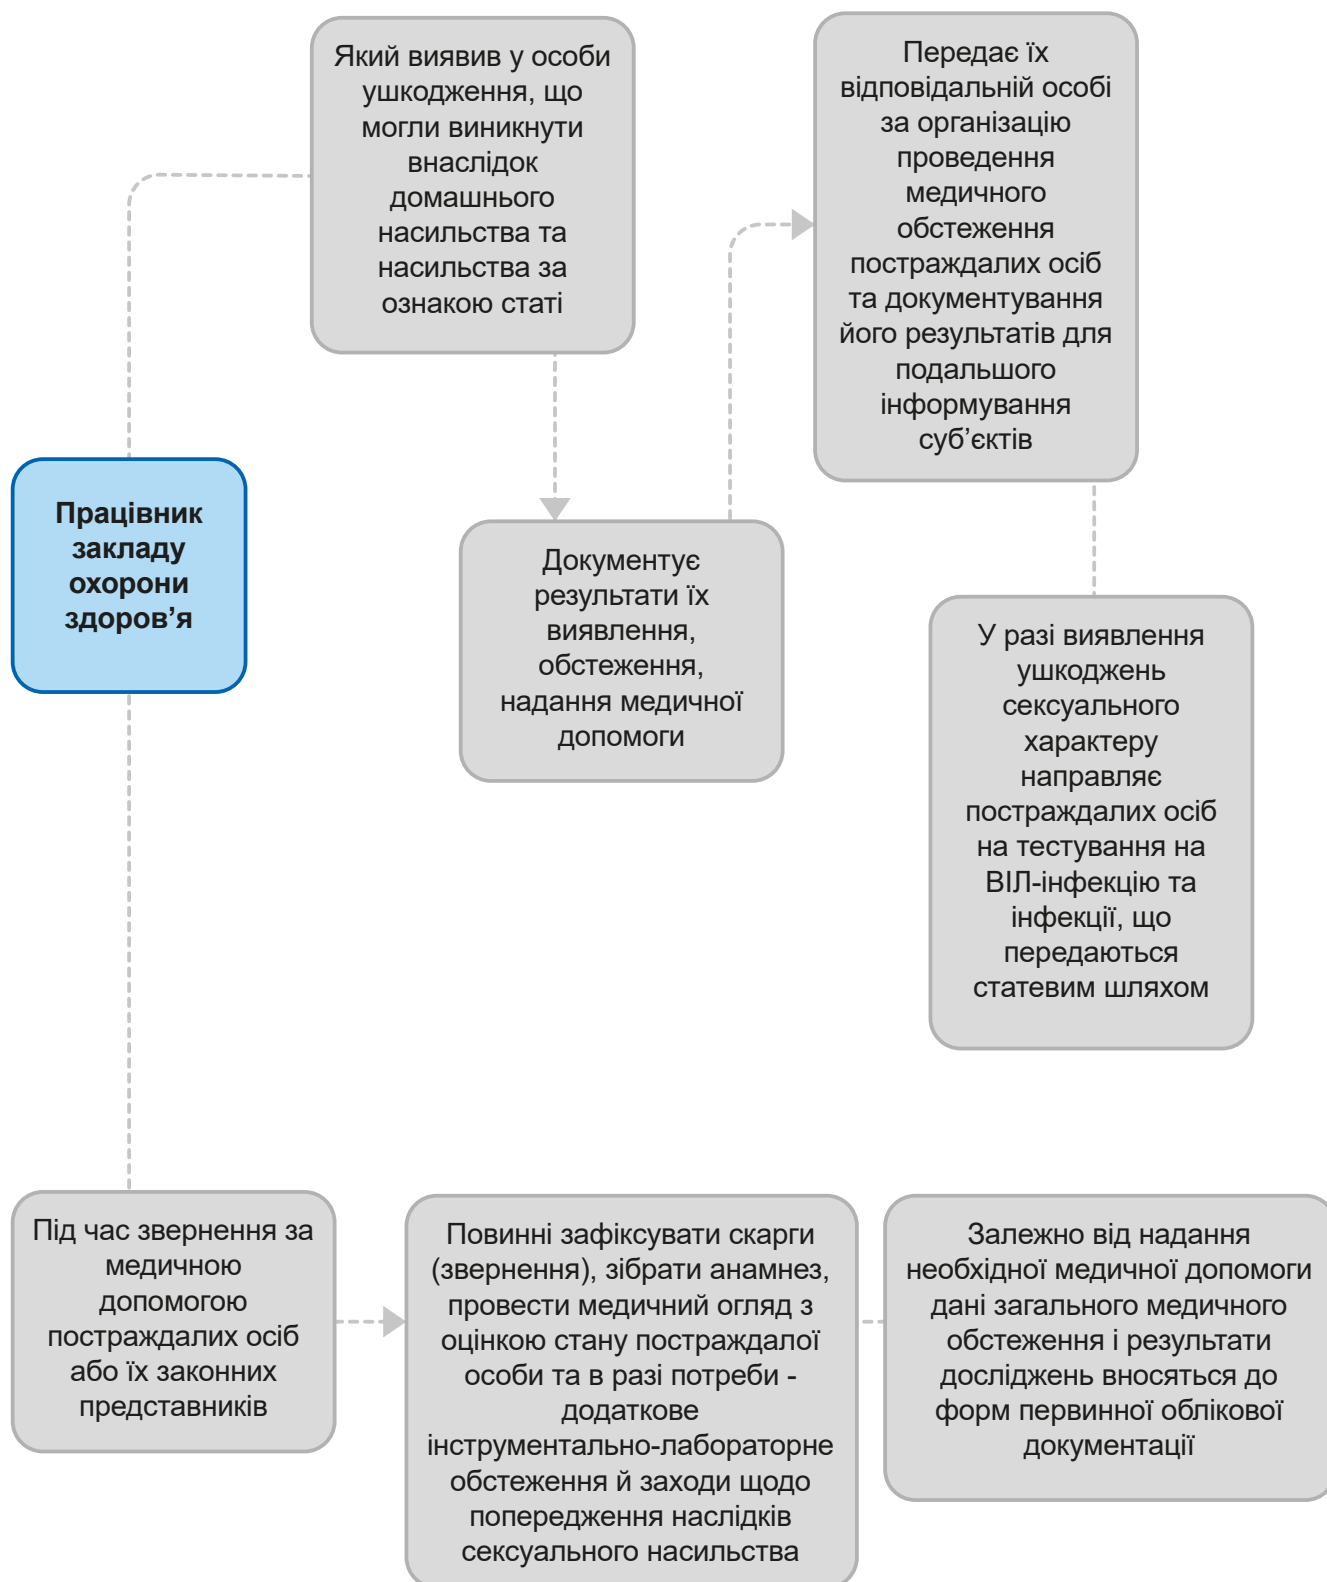 Який виявив у особи
ушкодження, що
могли виникнути
внаслідок
домашнього
насильства та
насильства за
ознакою статі
Передає їх
відповідальній особі
за організацію
проведення
медичного
обстеження
постраждалих осіб
та документування
його результатів для
подальшого
інформування
суб’єктів
Працівник
закладу
охорони
здоров’я
Документує
результати їх
виявлення,
обстеження,
надання медичної
допомоги
У разі виявлення
ушкоджень
сексуального
характеру
направляє
постраждалих осіб
на тестування на
ВІЛ-інфекцію та
інфекції, що
передаються
статевим шляхом
Під час звернення за
медичною
допомогою
постраждалих осіб
або їх законних
представників
Повинні зафіксувати скарги
(звернення), зібрати анамнез,
провести медичний огляд з
оцінкою стану постраждалої
особи та в разі потреби -
додаткове
інструментально-лабораторне
обстеження й заходи щодо
попередження наслідків
сексуального насильства
Залежно від надання
необхідної медичної допомоги
дані загального медичного
обстеження і результати
досліджень вносяться до
форм первинної облікової
документації